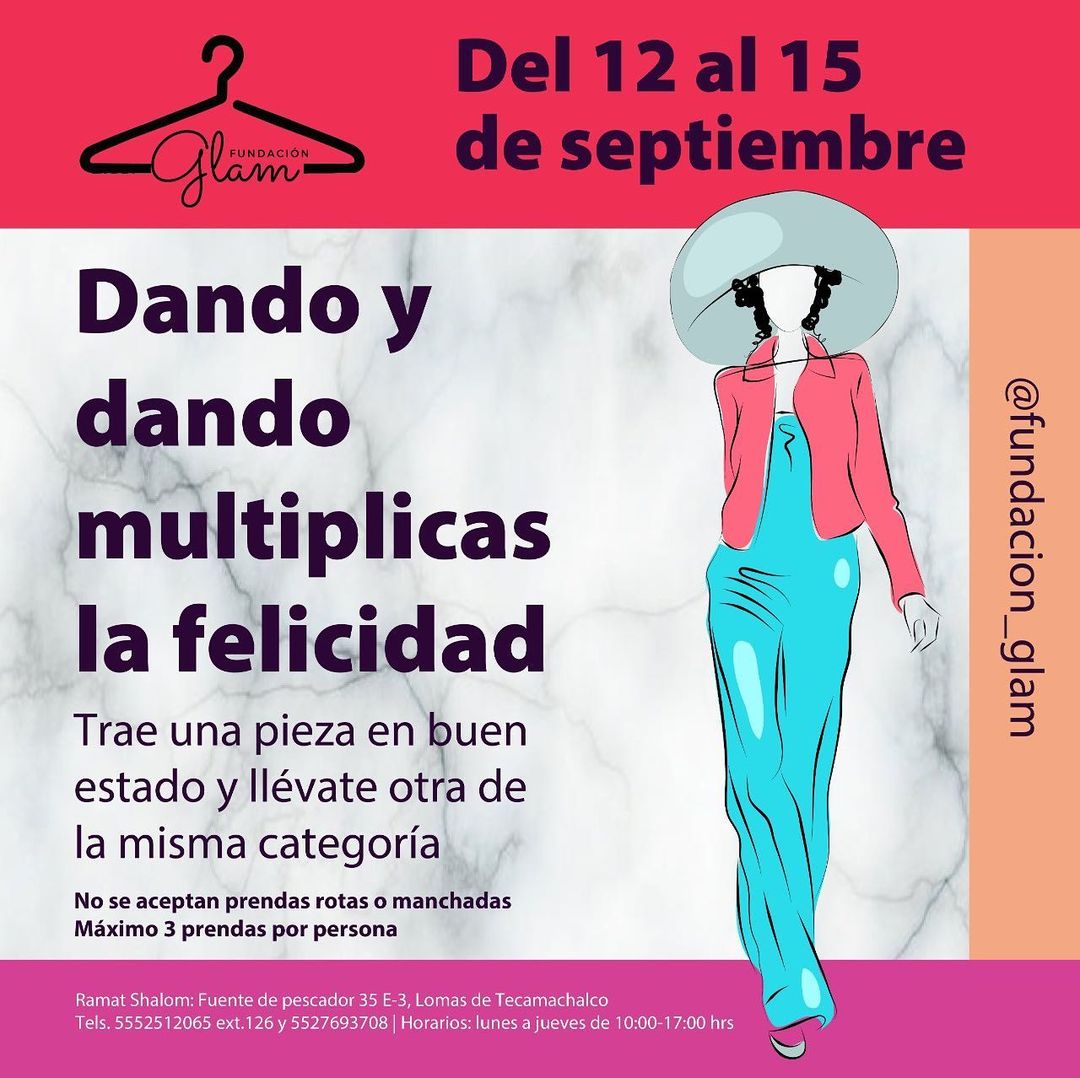 FUNDACIÓN
Glam
Del 12 al 15
de septiembre
Dando y
dando
multiplicas
la felicidad
Trae una pieza en buen
estado y llévate otra de
la misma categoría
No se aceptan prendas rotas o manchadas
Máximo 3 prendas por persona
@fundacion_glam
Ramat Shalom: Fuente de pescador 35 E-3, Lomas de Tecamachalco
Tels. 5552512065 ext.126 y 5527693708 | Horarios: lunes a jueves de 10:00-17:00 hrs